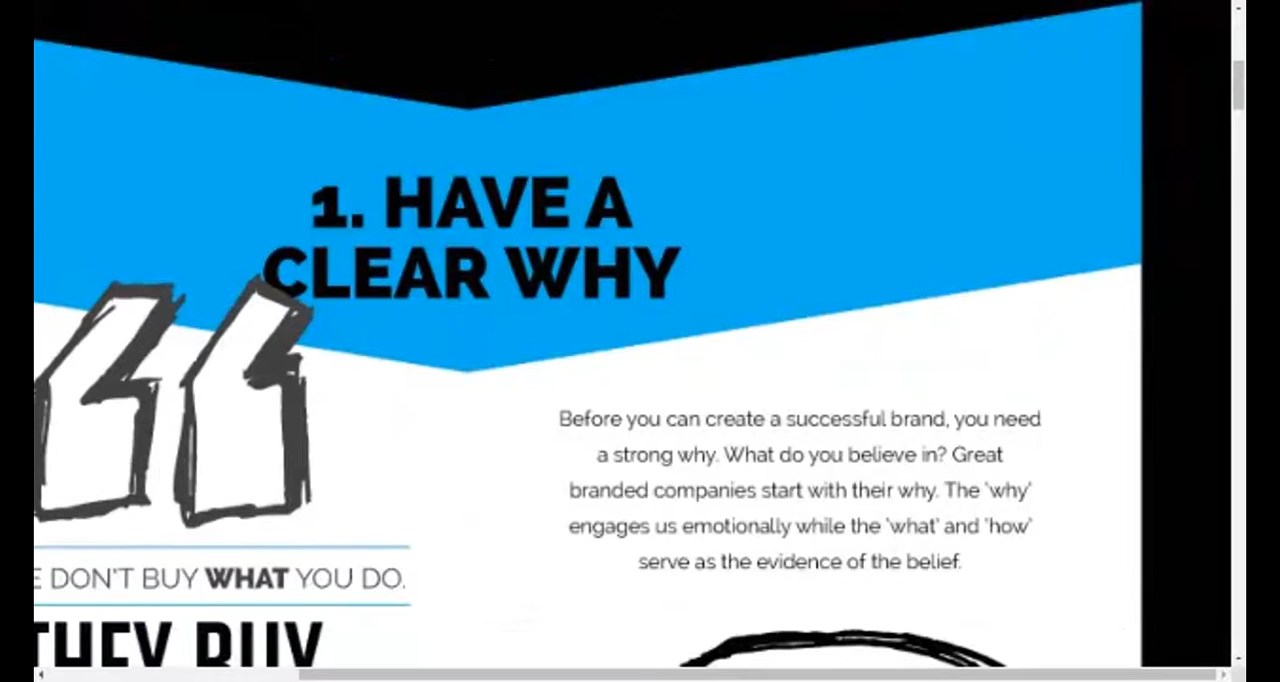 1. HAVE A
CLEAR WHY
Before you can create a successful brand, you need
a strong why. What do you believe in? Great
branded companies start with their why. The 'why'
engages us emotionally while the 'what' and 'how'
serve as the evidence of the belief.
E DON'T BUY WHAT YOU DO.
THEY BUY